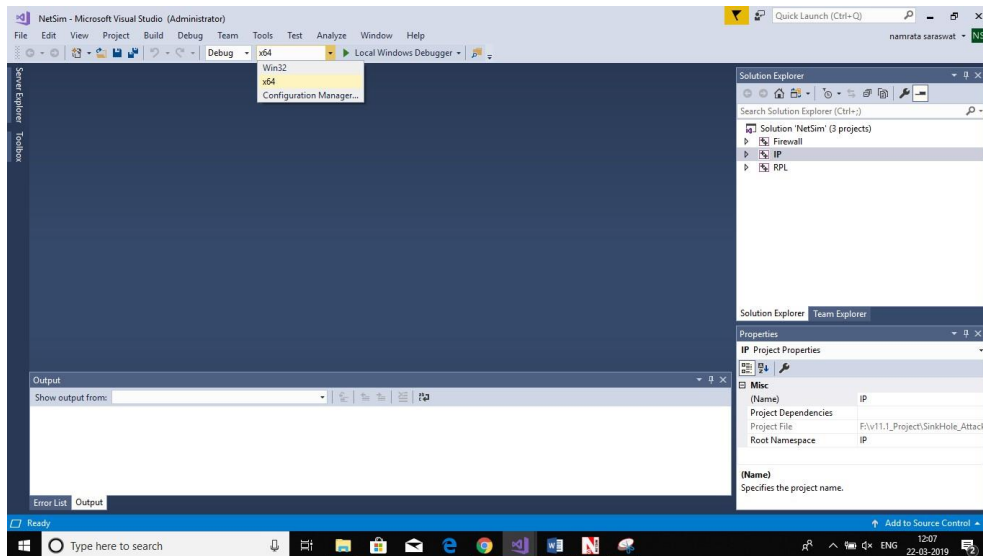 NetSim - Microsoft Visual Studio (Administrator)
Quick Launch (Ctrl+Q)
File Edit View Project Build Debug Team Tools Test Analyze Window Help
namrata saraswat
NS
Debug
x64
Local Windows Debugger
Win32
x64
Configuration Manager...
Server Explorer
Toolbox
Solution Explorer
Search Solution Explorer (Ctrl+;)
Solution 'NetSim' (3 projects)
Firewall
IP
RPL
Solution Explorer
Team Explorer
Properties
IP Project Properties
Misc
(Name) IP
Project Dependencies
Project File F:\v11.1_Project\SinkHole_Attack
Root Namespace IP
(Name)
Specifies the project name.
Output
Show output from:
Error List
Output
Ready
Add to Source Control
Type here to search
ENG
12:07
22-03-2019